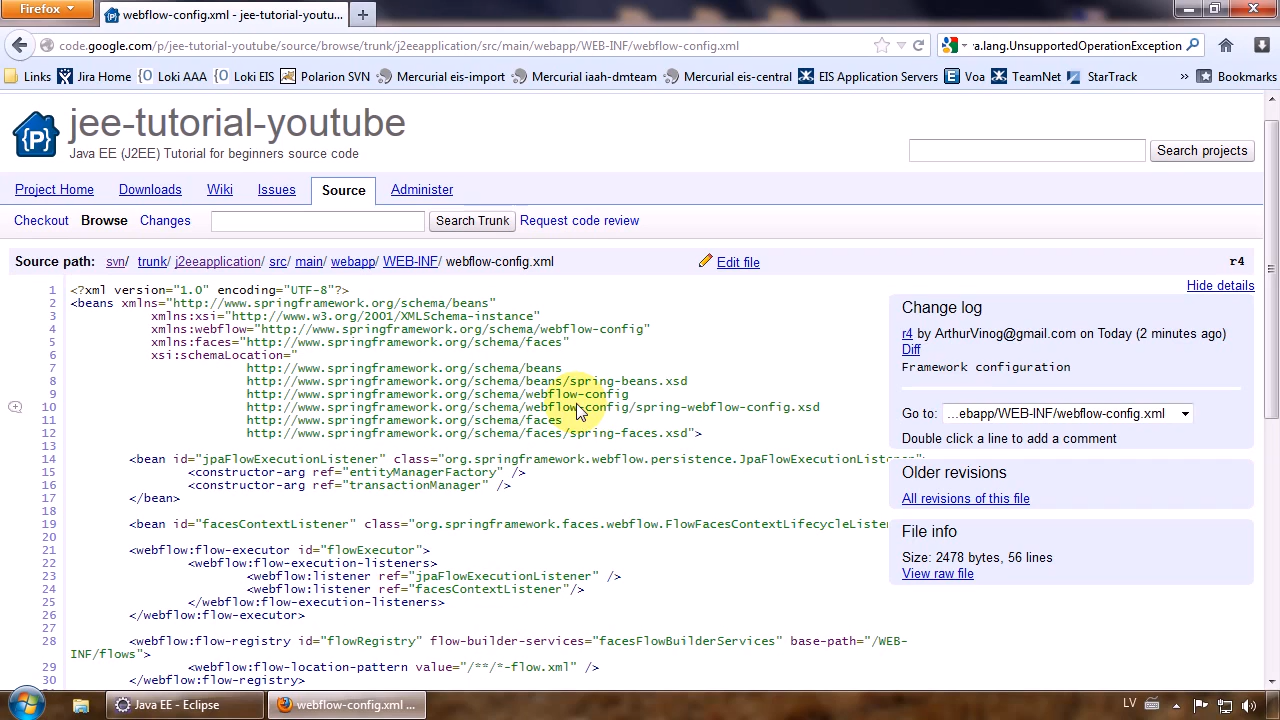 Firefox
webflow-config.xml - jee-tutorial-youtu...
code.google.com/p/jee-tutorial-youtube/source/browse/trunk/j2eeapplication/src/main/webapp/WEB-INF/webflow-config.xml
a.lang.UnsupportedOperationException
Links Jira Home Loki AAA Loki EIS Polarion SVN Mercurial eis-import Mercurial iaah-dmteam Mercurial eis-central EIS Application Servers Voa TeamNet StarTrack » Bookmarks
{P}
jee-tutorial-youtube
Java EE (J2EE) Tutorial for beginners source code
Search projects
Project Home Downloads Wiki Issues Source Administer
Checkout Browse Changes Search Trunk Request code review
Source path: svn/ trunk/ j2eeapplication/ src/ main/ webapp/ WEB-INF/ webflow-config.xml Edit file r4
Hide details
1 <?xml version="1.0" encoding="UTF-8"?>
2 <beans xmlns="http://www.springframework.org/schema/beans"
3 xmlns:xsi="http://www.w3.org/2001/XMLSchema-instance"
4 xmlns:webflow="http://www.springframework.org/schema/webflow-config"
5 xmlns:faces="http://www.springframework.org/schema/faces"
6 xsi:schemaLocation="
7 http://www.springframework.org/schema/beans
8 http://www.springframework.org/schema/beans/spring-beans.xsd
9 http://www.springframework.org/schema/webflow-config
10 http://www.springframework.org/schema/webflow-config/spring-webflow-config.xsd
11 http://www.springframework.org/schema/faces
12 http://www.springframework.org/schema/faces/spring-faces.xsd">
13
14 <bean id="jpaFlowExecutionListener" class="org.springframework.webflow.persistence.JpaFlowExecutionListener">
15 <constructor-arg ref="entityManagerFactory" />
16 <constructor-arg ref="transactionManager" />
17 </bean>
18
19 <bean id="facesContextListener" class="org.springframework.faces.webflow.FlowFacesContextLifecycleListe
20
21 <webflow:flow-executor id="flowExecutor">
22 <webflow:flow-execution-listeners>
23 <webflow:listener ref="jpaFlowExecutionListener" />
24 <webflow:listener ref="facesContextListener"/>
25 </webflow:flow-execution-listeners>
26 </webflow:flow-executor>
27
28 <webflow:flow-registry id="flowRegistry" flow-builder-services="facesFlowBuilderServices" base-path="/WEB-
INF/flows">
29 <webflow:flow-location-pattern value="/**/*-flow.xml" />
30 </webflow:flow-registry>
Change log
r4 by ArthurVinog@gmail.com on Today (2 minutes ago)
Diff
Framework configuration
Go to: ...ebapp/WEB-INF/webflow-config.xml
Double click a line to add a comment
Older revisions
All revisions of this file
File info
Size: 2478 bytes, 56 lines
View raw file
Java EE - Eclipse
webflow-config.xml ...
LV